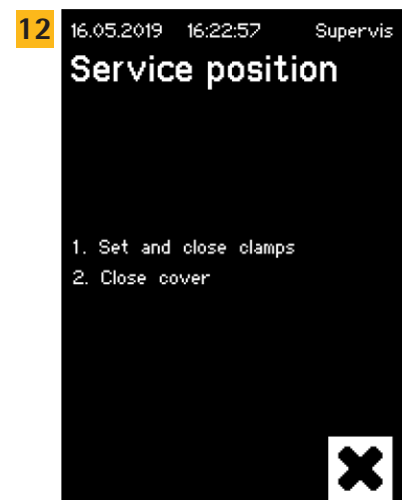 12
16.05.2019 16:22:57 Supervis
Service position
1. Set and close clamps
2. Close cover